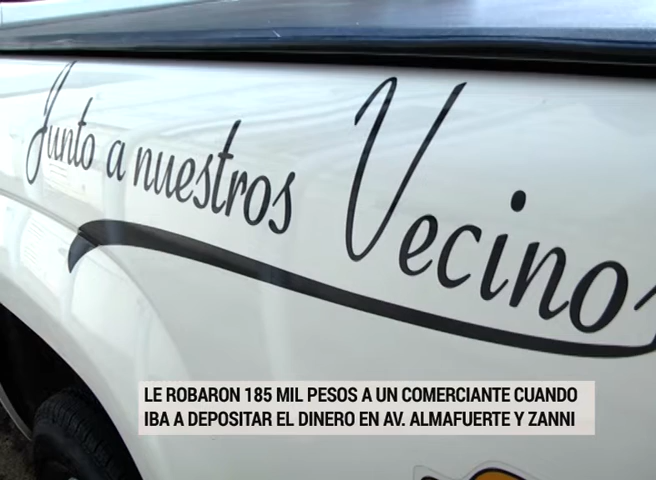 Junto a nuestros Vecino
LE ROBARON 185 MIL PESOS A UN COMERCIANTE CUANDO
IBA A DEPOSITAR EL DINERO EN AV. ALMAFUERTE Y ZANNI